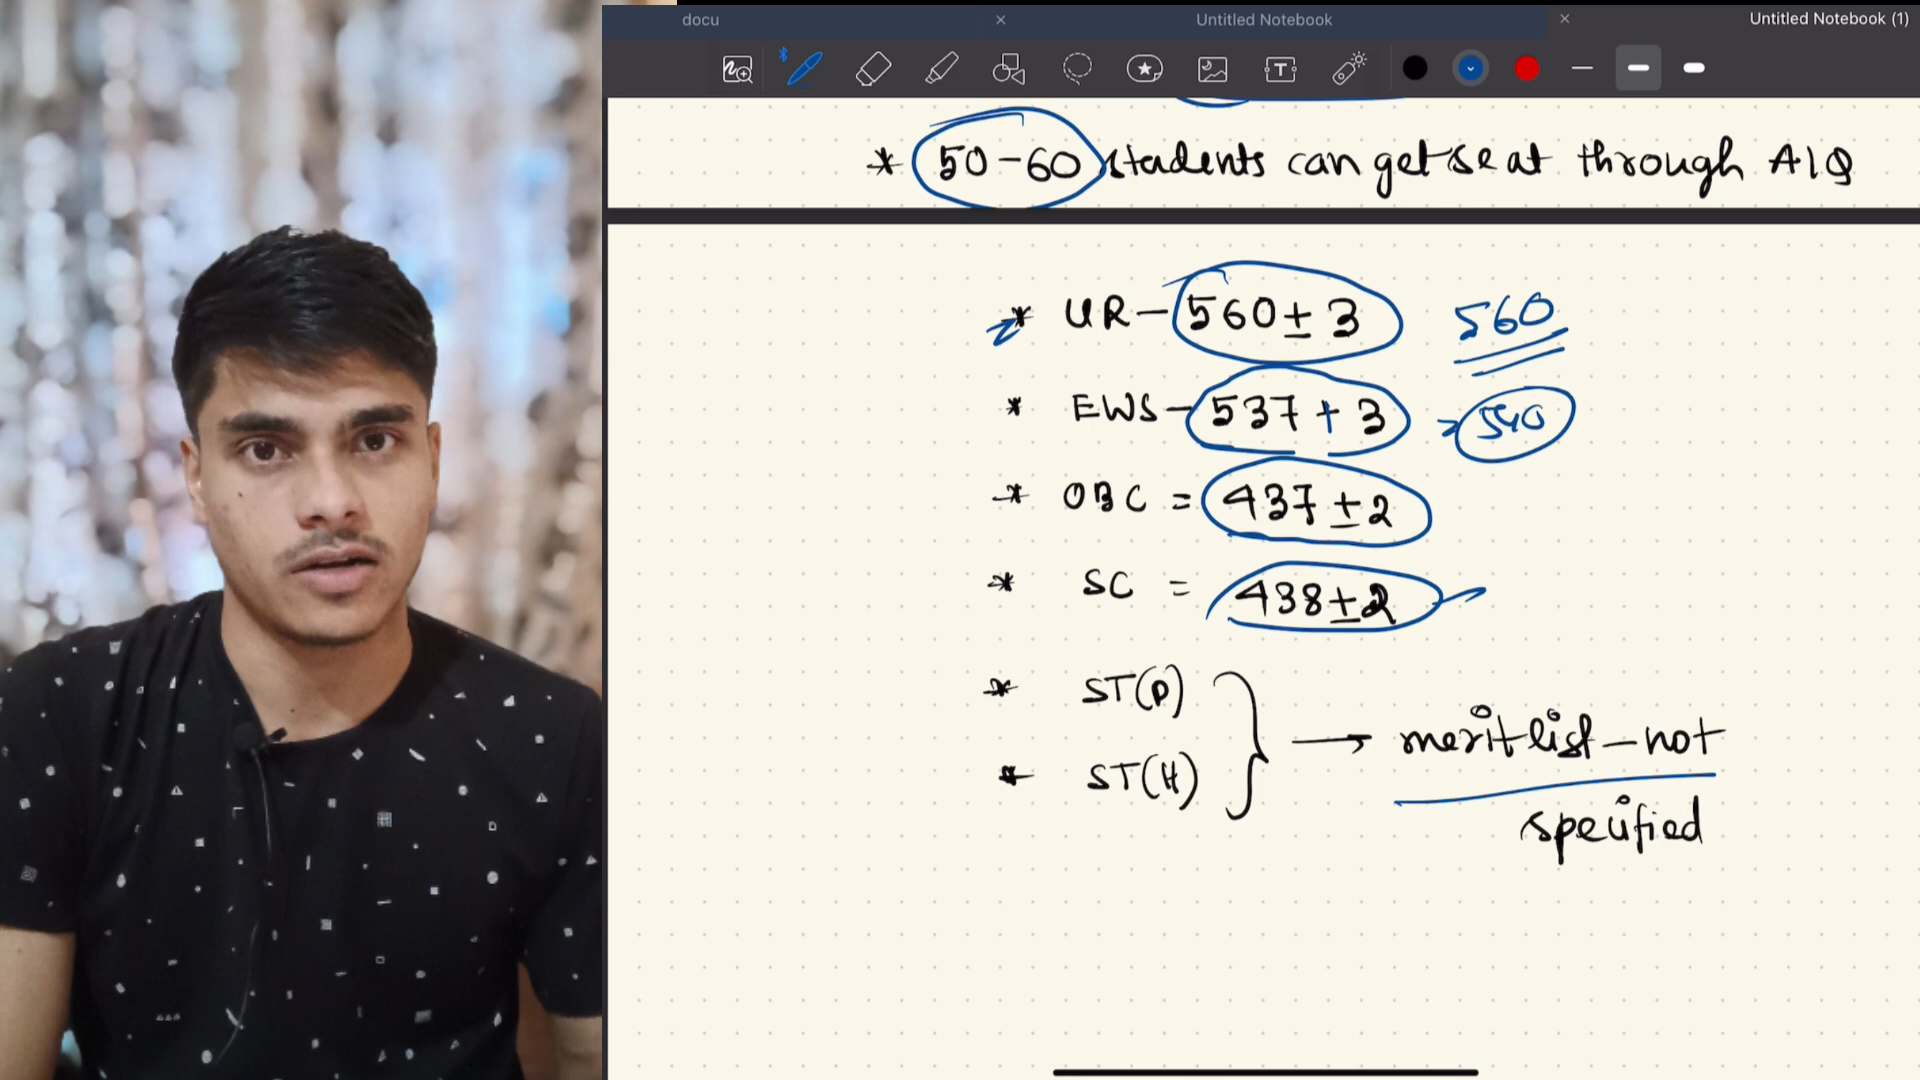 docu
Untitled Notebook
Untitled Notebook (1)
* 50-60 students can get seat through AIQ
* UR - 560 ± 3 560
* EWS - 537 + 3 = 540
* OBC = 437 ± 2
* SC = 438 ± 2
* ST(P)
* ST(H)
→ merit list - not
specified